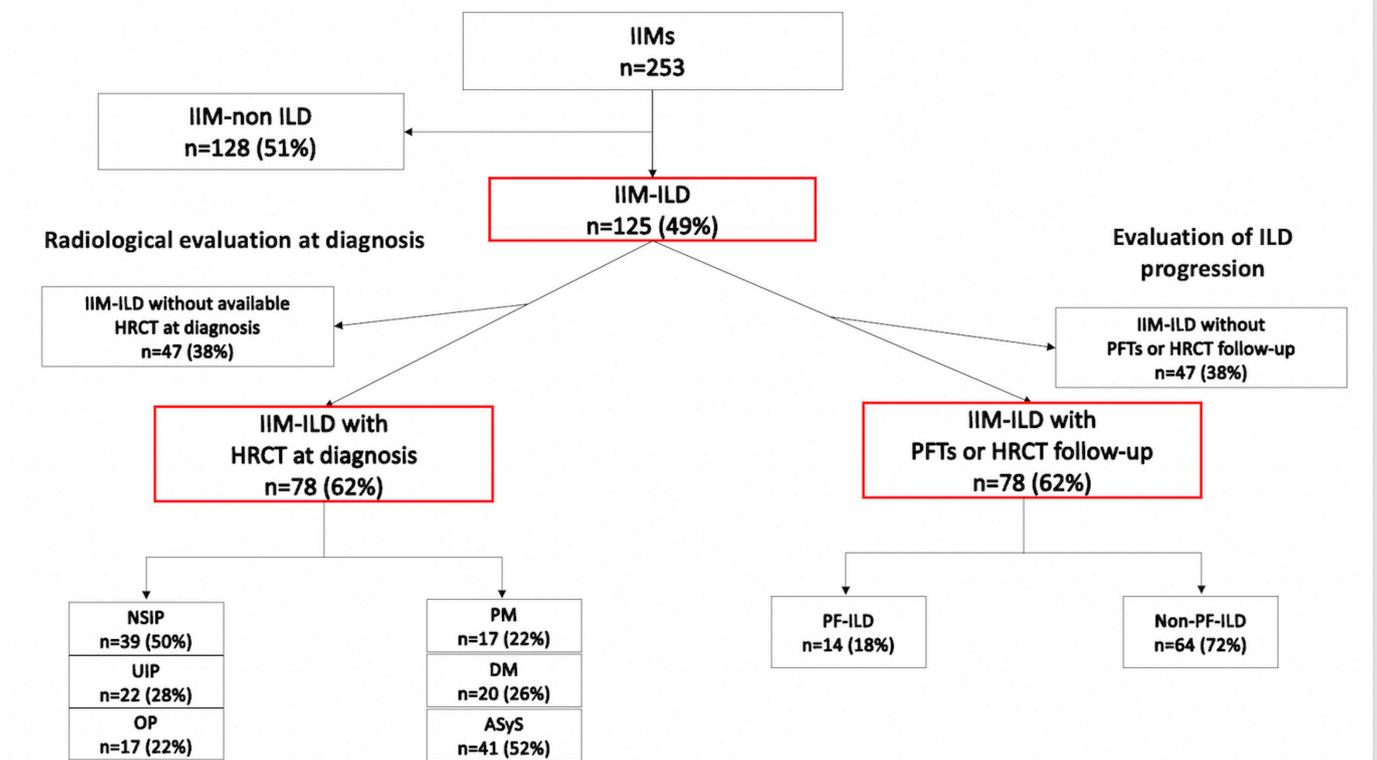 IIMs
n=253
IIM-non ILD
n=128 (51%)
IIM-ILD
n=125 (49%)
Radiological evaluation at diagnosis
Evaluation of ILD
progression
IIM-ILD without available
HRCT at diagnosis
n=47 (38%)
IIM-ILD without
PFTs or HRCT follow-up
n=47 (38%)
IIM-ILD with
HRCT at diagnosis
n=78 (62%)
IIM-ILD with
PFTs or HRCT follow-up
n=78 (62%)
NSIP
n=39 (50%)
UIP
n=22 (28%)
OP
n=17 (22%)
PM
n=17 (22%)
DM
n=20 (26%)
ASyS
n=41 (52%)
PF-ILD
n=14 (18%)
Non-PF-ILD
n=64 (72%)